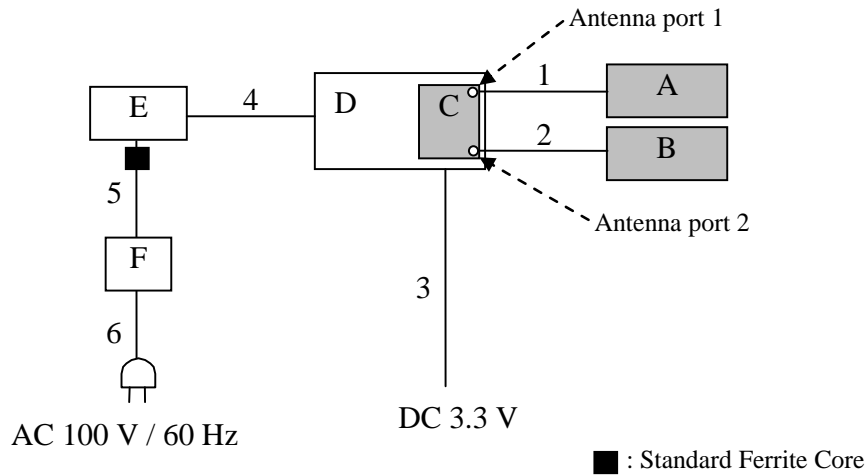 Antenna port 1
E
4
D
C
1
A
2
B
5
Antenna port 2
F
3
6
DC 3.3 V
AC 100 V / 60 Hz
: Standard Ferrite Core